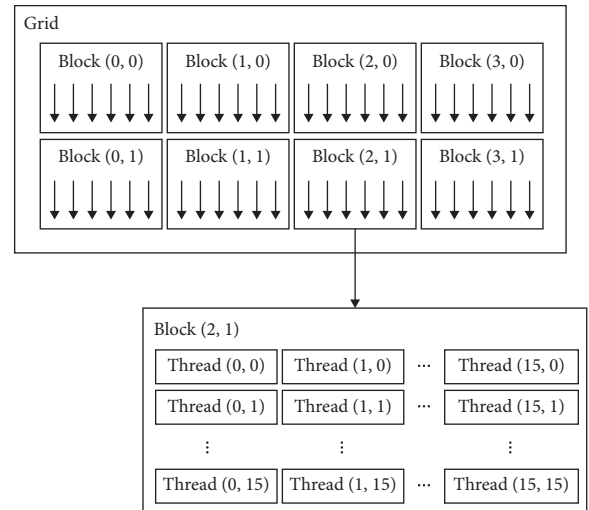 Grid
Block (0, 0) Block (1, 0) Block (2, 0) Block (3, 0)
Block (0, 1) Block (1, 1) Block (2, 1) Block (3, 1)
Block (2, 1)
Thread (0, 0) Thread (1, 0) ... Thread (15, 0)
Thread (0, 1) Thread (1, 1) ... Thread (15, 1)
⋮ ⋮ ⋮
Thread (0, 15) Thread (1, 15) ... Thread (15, 15)